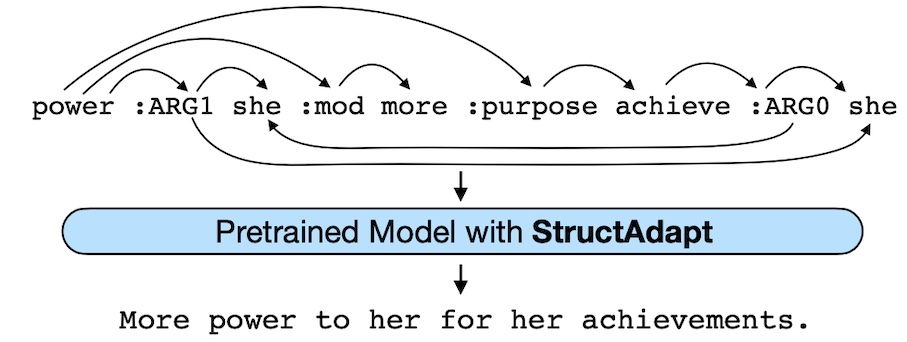 power :ARG1 she :mod more :purpose achieve :ARG0 she
Pretrained Model with StructAdapt
More power to her for her achievements.